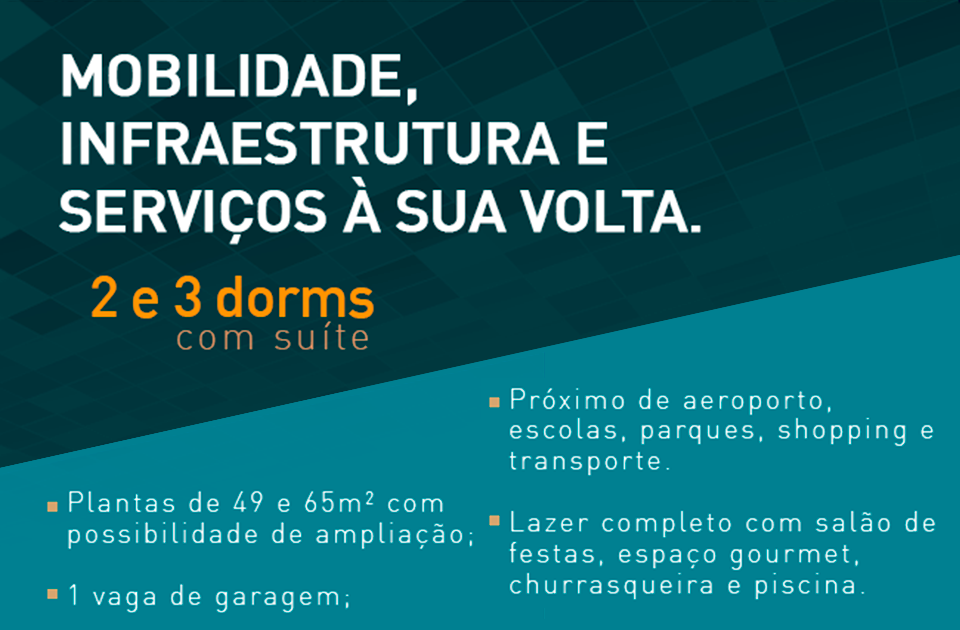 MOBILIDADE,
INFRAESTRUTURA E
SERVIÇOS À SUA VOLTA.
2 e 3 dorms
com suíte
Plantas de 49 e 65m² com
possibilidade de ampliação;
1 vaga de garagem;
Próximo de aeroporto,
escolas, parques, shopping e
transporte.
Lazer completo com salão de
festas, espaço gourmet,
churrasqueira e piscina.